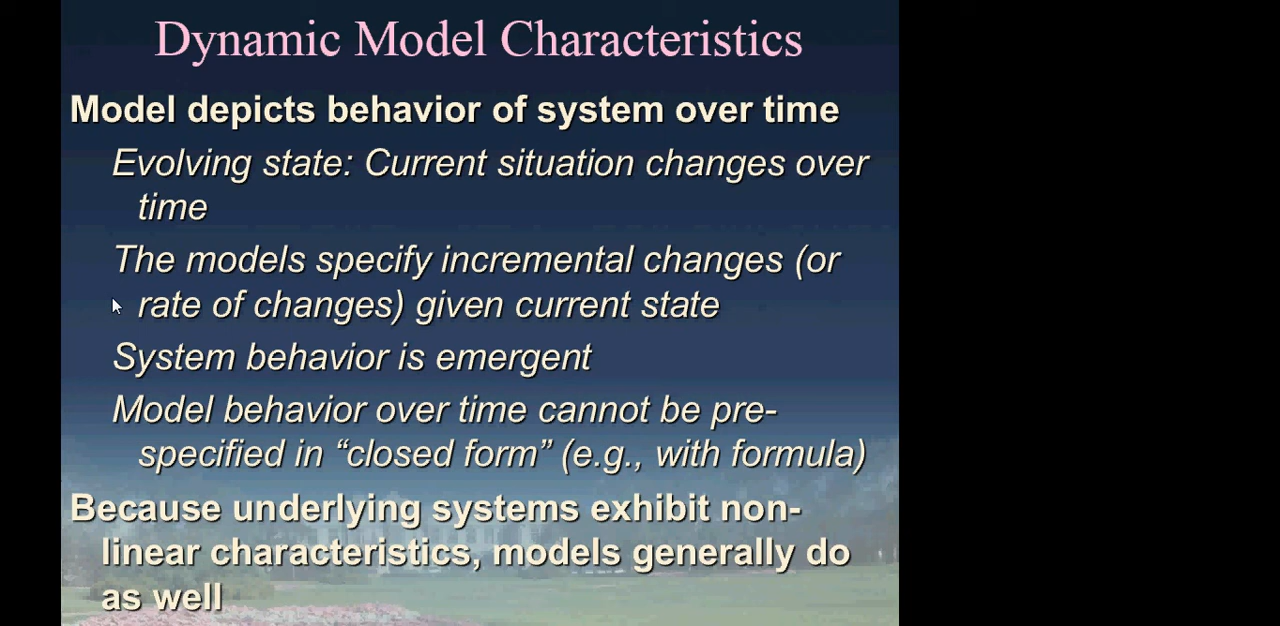 Dynamic Model Characteristics
Model depicts behavior of system over time
Evolving state: Current situation changes over
time
The models specify incremental changes (or
rate of changes) given current state
System behavior is emergent
Model behavior over time cannot be pre-
specified in “closed form” (e.g., with formula)
Because underlying systems exhibit non-
linear characteristics, models generally do
as well